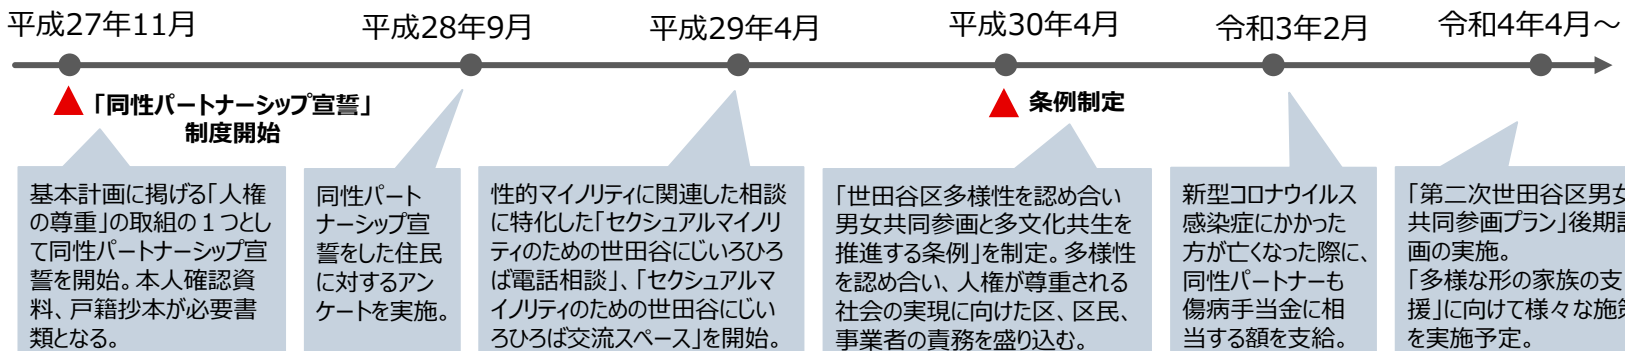 平成27年11月
平成28年9月
平成29年4月
平成30年4月
令和3年2月
令和4年4月～
「同性パートナーシップ宣誓」
制度開始
条例制定
基本計画に掲げる「人権
の尊重」の取組の１つとし
て同性パートナーシップ宣
誓を開始。本人確認資
料、戸籍抄本が必要書
類となる。
同性パート
ナーシップ宣
誓をした住民
に対するアン
ケートを実施。
性的マイノリティに関連した相談
に特化した「セクシュアルマイノリ
ティのための世田谷にじいろひろ
ば電話相談」、「セクシュアルマ
イノリティのための世田谷にじい
ろひろば交流スペース」を開始。
「世田谷区多様性を認め合い
男女共同参画と多文化共生を
推進する条例」を制定。多様性
を認め合い、人権が尊重される
社会の実現に向けた区、区民、
事業者の責務を盛り込む。
新型コロナウイルス
感染症にかかった
方が亡くなった際に、
同性パートナーも
傷病手当金に相
当する額を支給。
「第二次世田谷区男女
共同参画プラン」後期計
画の実施。
「多様な形の家族の支
援」に向けて様々な施策
を実施予定。